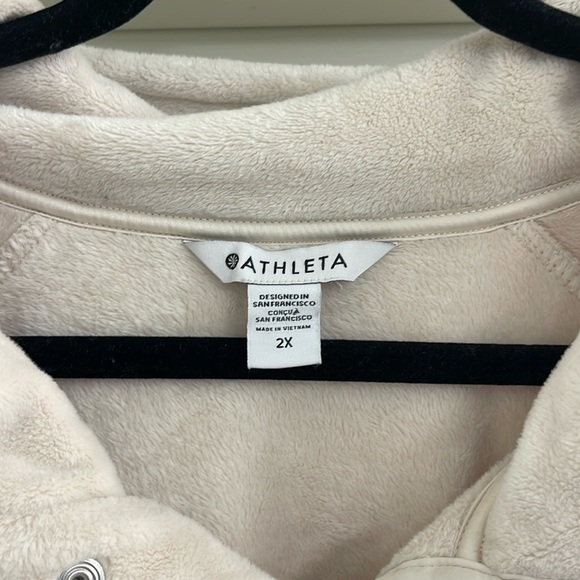 ATHLETA
DESIGNED IN
SAN FRANCISCO
CONÇU À
SAN FRANCISCO
MADE IN VIETNAM
2X